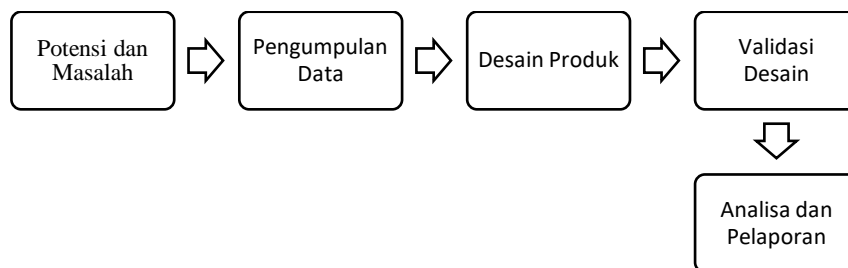 Potensi dan
Masalah
Pengumpulan
Data
Desain Produk
Validasi
Desain
Analisa dan
Pelaporan